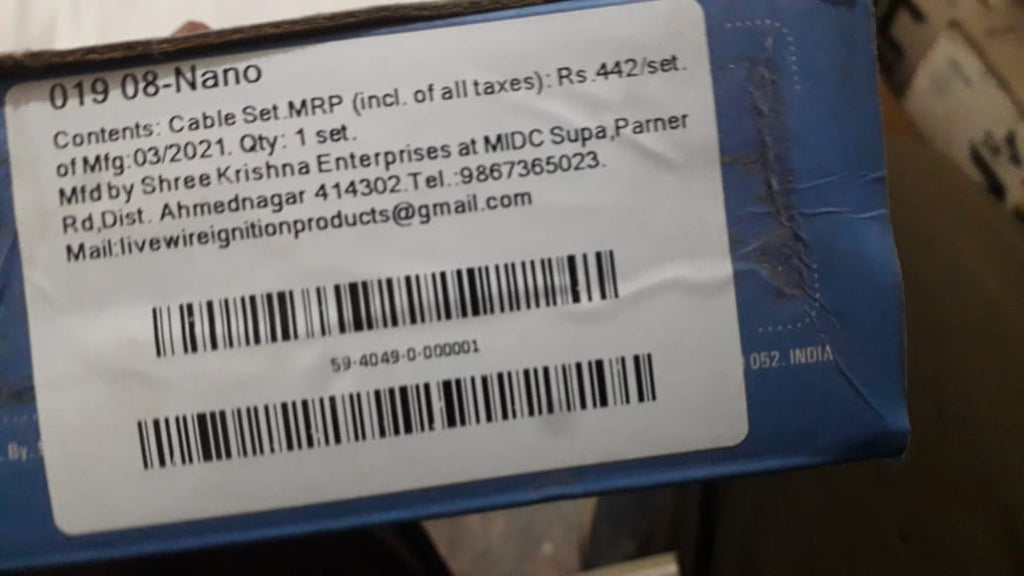 019 08-Nano
Contents: Cable Set.MRP (incl. of all taxes): Rs.442/set.
of Mfg:03/2021. Qty: 1 set.
Mfd by Shree Krishna Enterprises at MIDC Supa,Parner
Rd,Dist. Ahmednagar 414302.Tel.:9867365023.
Mail:livewireignitionproducts@gmail.com
59-4049-0-000001
052. INDIA
By.